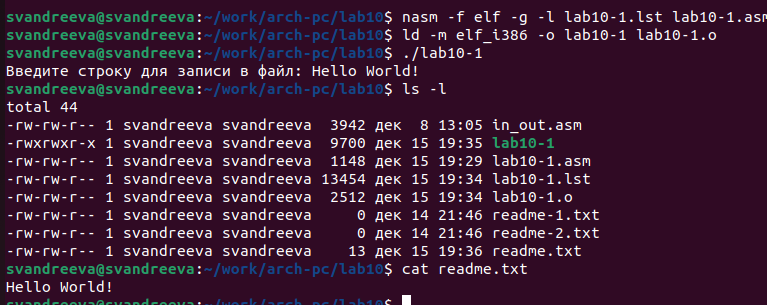 svandreeva@svandreeva:~/work/arch-pc/lab10$ nasm -f elf -g -l lab10-1.lst lab10-1.asm
svandreeva@svandreeva:~/work/arch-pc/lab10$ ld -m elf_i386 -o lab10-1 lab10-1.o
svandreeva@svandreeva:~/work/arch-pc/lab10$ ./lab10-1
Введите строку для записи в файл: Hello World!
svandreeva@svandreeva:~/work/arch-pc/lab10$ ls -l
total 44
-rw-rw-r-- 1 svandreeva svandreeva  3942 дек  8 13:05 in_out.asm
-rwxrwxr-x 1 svandreeva svandreeva  9700 дек 15 19:35 lab10-1
-rw-rw-r-- 1 svandreeva svandreeva  1148 дек 15 19:29 lab10-1.asm
-rw-rw-r-- 1 svandreeva svandreeva 13454 дек 15 19:34 lab10-1.lst
-rw-rw-r-- 1 svandreeva svandreeva  2512 дек 15 19:34 lab10-1.o
-rw-rw-r-- 1 svandreeva svandreeva     0 дек 14 21:46 readme-1.txt
-rw-rw-r-- 1 svandreeva svandreeva     0 дек 14 21:46 readme-2.txt
-rw-rw-r-- 1 svandreeva svandreeva    13 дек 15 19:36 readme.txt
svandreeva@svandreeva:~/work/arch-pc/lab10$ cat readme.txt
Hello World!
svandreeva@svandreeva:~/work/arch-pc/lab10$